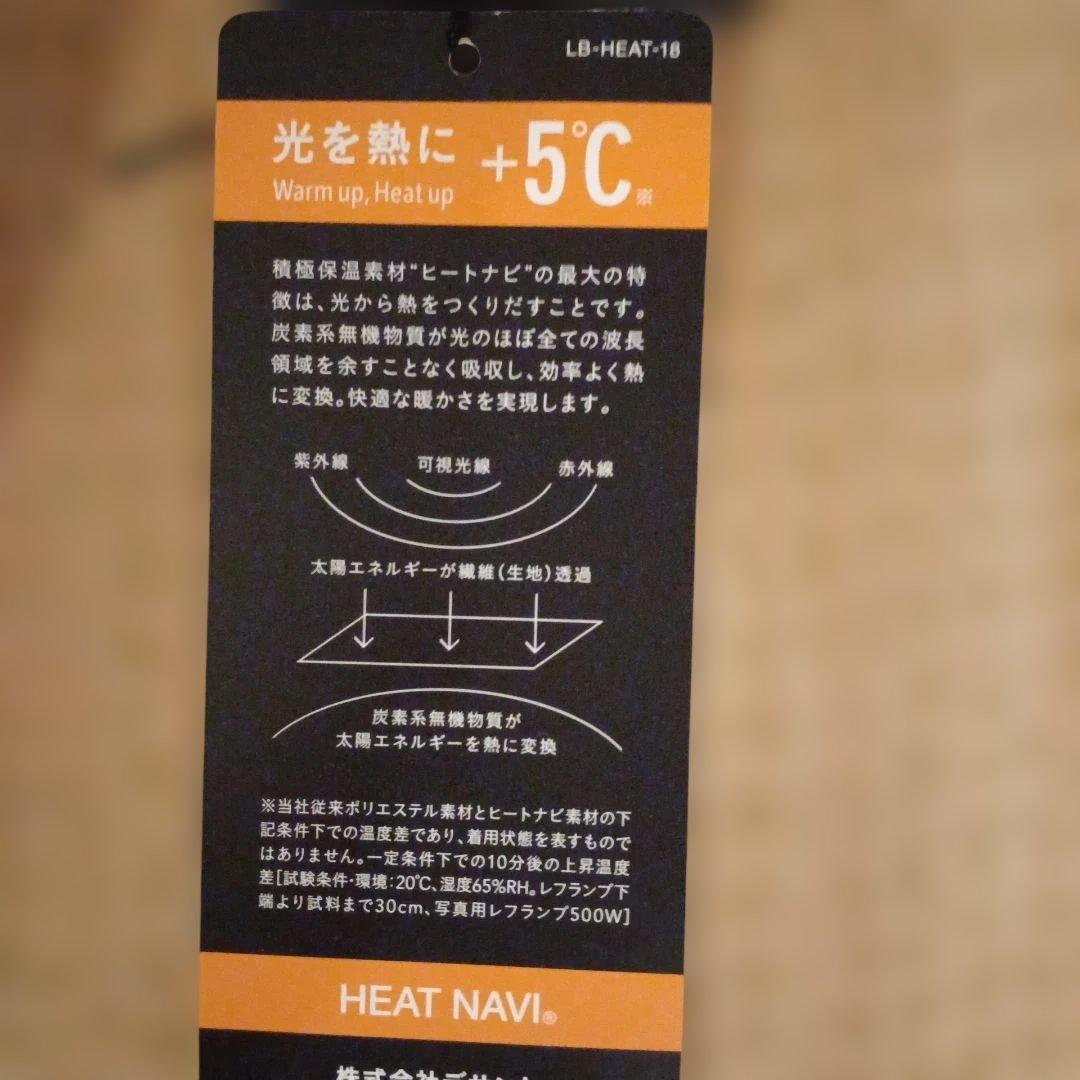 LB-HEAT-18
光を熱に +5℃※
Warm up, Heat up
積極保温素材“ヒートナビ”の最大の特
徴は、光から熱をつくりだすことです。
炭素系無機物質が光のほぼ全ての波長
領域を余すことなく吸収し、効率よく熱
に変換。快適な暖かさを実現します。
紫外線 可視光線 赤外線
太陽エネルギーが繊維(生地)透過
炭素系無機物質が
太陽エネルギーを熱に変換
※当社従来ポリエステル素材とヒートナビ素材の下
記条件下での温度差であり、着用状態を表すもので
はありません。一定条件下での10分後の上昇温度
差[試験条件・環境:20℃、湿度65%RH。レフランプ下
端より試料まで30cm、写真用レフランプ500W]
HEAT NAVI®
株式会社デサント